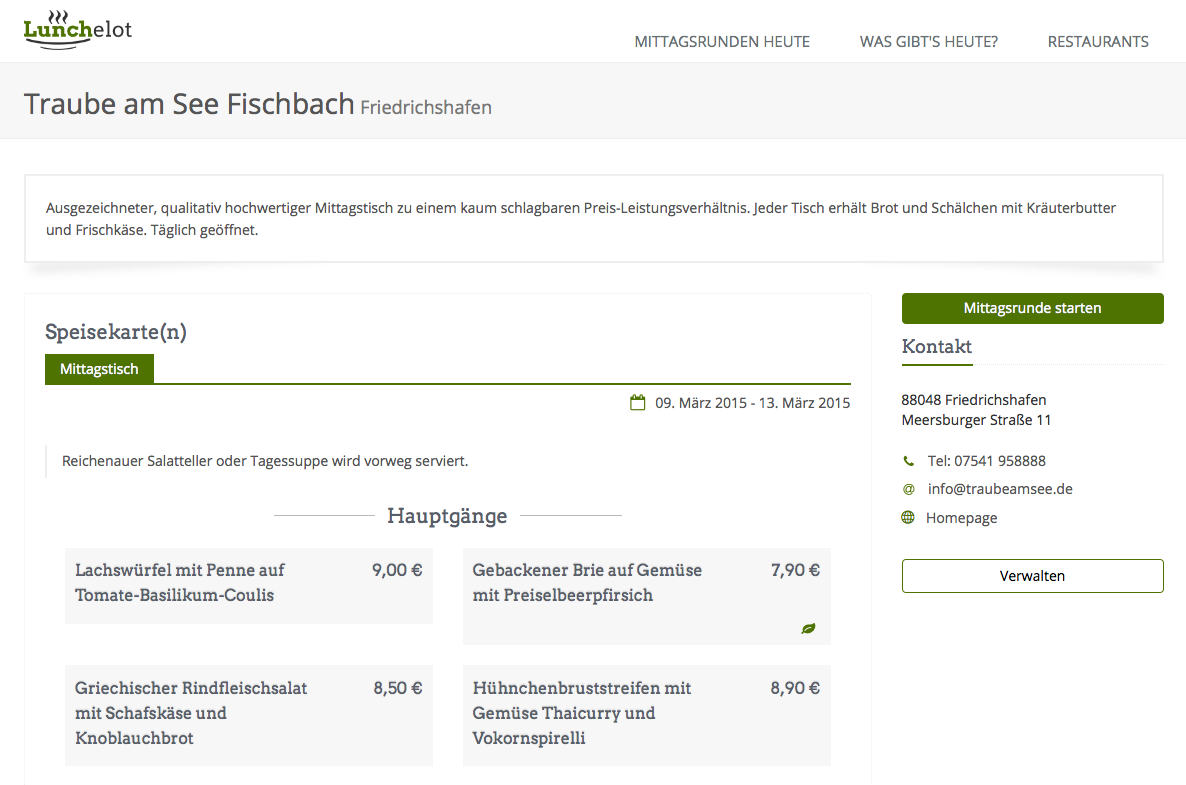 Lunchelot
MITTAGSRUNDEN HEUTE
WAS GIBT'S HEUTE?
RESTAURANTS
Traube am See Fischbach Friedrichshafen
Ausgezeichneter, qualitativ hochwertiger Mittagstisch zu einem kaum schlagbaren Preis-Leistungsverhältnis. Jeder Tisch erhält Brot und Schälchen mit Kräuterbutter
und Frischkäse. Täglich geöffnet.
Speisekarte(n)
Mittagstisch
09. März 2015 - 13. März 2015
Reichenauer Salatteller oder Tagessuppe wird vorweg serviert.
Hauptgänge
Lachswürfel mit Penne auf 9,00 €
Tomate-Basilikum-Coulis
Gebackener Brie auf Gemüse 7,90 €
mit Preiselbeerpfirsich
Griechischer Rindfleischsalat 8,50 €
mit Schafskäse und
Knoblauchbrot
Hühnchenbruststreifen mit 8,90 €
Gemüse Thaicurry und
Vokornspirelli
Mittagsrunde starten
Kontakt
88048 Friedrichshafen
Meersburger Straße 11
Tel: 07541 958888
@ info@traubeamsee.de
Homepage
Verwalten